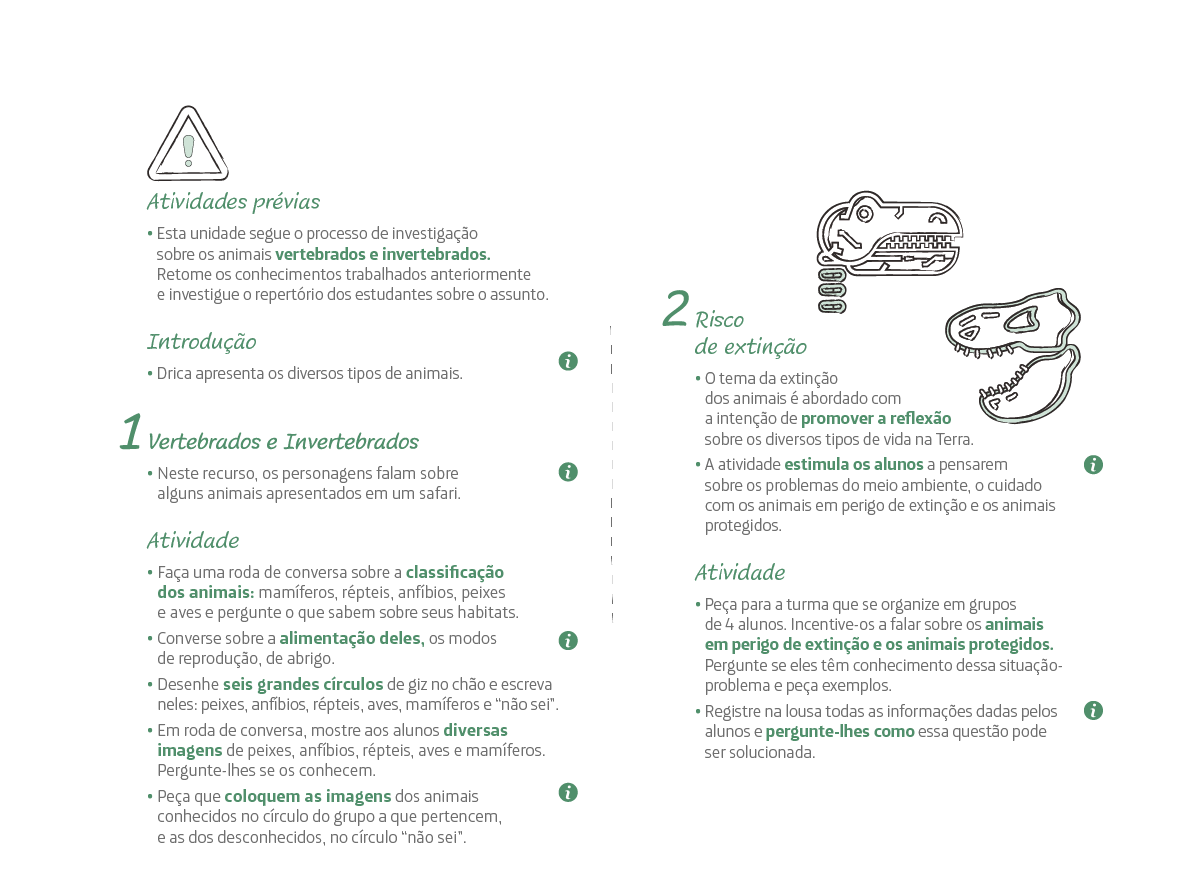 Atividades prévias
• Esta unidade segue o processo de investigação
sobre os animais vertebrados e invertebrados.
Retome os conhecimentos trabalhados anteriormente
e investigue o repertório dos estudantes sobre o assunto.
Introdução
• Drica apresenta os diversos tipos de animais.
i
1 Vertebrados e Invertebrados
• Neste recurso, os personagens falam sobre
alguns animais apresentados em um safari.
i
Atividade
• Faça uma roda de conversa sobre a classificação
dos animais: mamíferos, répteis, anfíbios, peixes
e aves e pergunte o que sabem sobre seus habitats.
• Converse sobre a alimentação deles, os modos
de reprodução, de abrigo.
i
• Desenhe seis grandes círculos de giz no chão e escreva
neles: peixes, anfíbios, répteis, aves, mamíferos e “não sei”.
• Em roda de conversa, mostre aos alunos diversas
imagens de peixes, anfíbios, répteis, aves e mamíferos.
Pergunte-lhes se os conhecem.
• Peça que coloquem as imagens dos animais
conhecidos no círculo do grupo a que pertencem,
e as dos desconhecidos, no círculo “não sei”.
i
2 Risco
de extinção
• O tema da extinção
dos animais é abordado com
a intenção de promover a reflexão
sobre os diversos tipos de vida na Terra.
• A atividade estimula os alunos a pensarem
sobre os problemas do meio ambiente, o cuidado
com os animais em perigo de extinção e os animais
protegidos.
i
Atividade
• Peça para a turma que se organize em grupos
de 4 alunos. Incentive-os a falar sobre os animais
em perigo de extinção e os animais protegidos.
Pergunte se eles têm conhecimento dessa situação-
problema e peça exemplos.
• Registre na lousa todas as informações dadas pelos
alunos e pergunte-lhes como essa questão pode
ser solucionada.
i